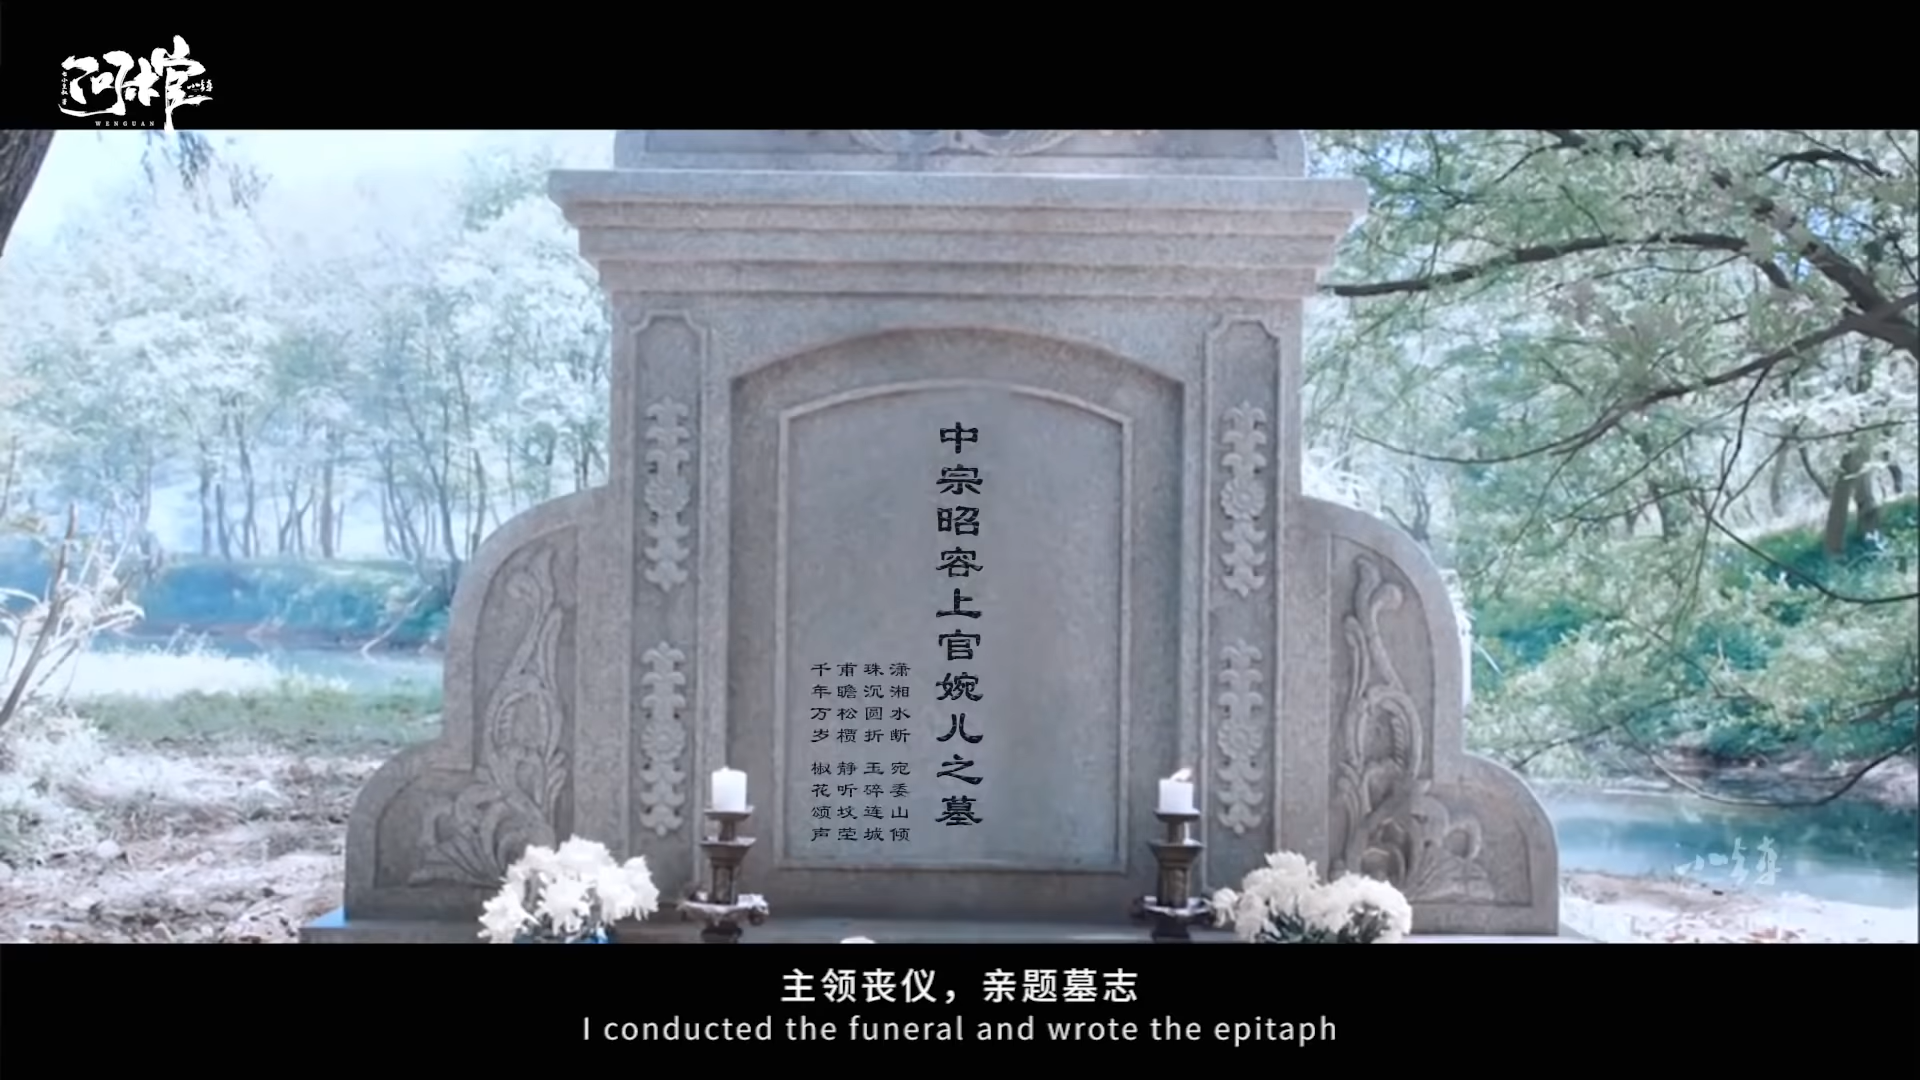 问棺
WENGUAN
中宗昭容上官婉儿之墓
潇湘水断 宛委山倾
珠沉圆折 玉碎连城
甫瞻松槚 静听坟茔
千年万岁 椒花颂声
主领丧仪，亲题墓志
I conducted the funeral and wrote the epitaph